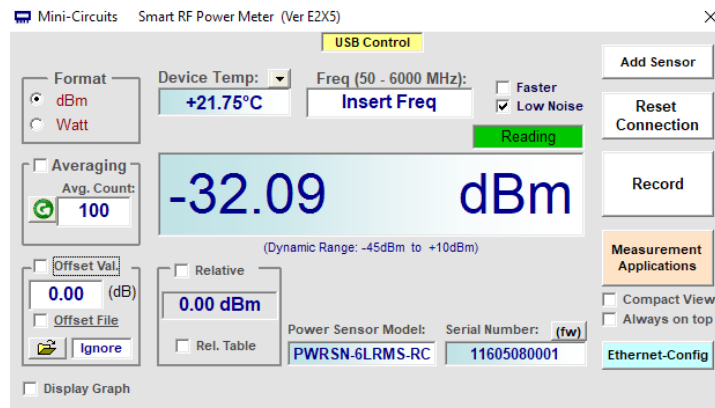 Mini-Circuits Smart RF Power Meter (Ver E2X5)
USB Control
Format
dBm
Watt
Device Temp:
+21.75°C
Freq (50 - 6000 MHz):
Insert Freq
Faster
Low Noise
Reading
Add Sensor
Reset
Connection
Averaging
Avg. Count:
100
-32.09 dBm
(Dynamic Range: -45dBm to +10dBm)
Record
Measurement
Applications
Offset Val.
0.00 (dB)
Offset File
Ignore
Relative
0.00 dBm
Rel. Table
Power Sensor Model:
PWRSN-6LRMS-RC
Serial Number: (fw)
11605080001
Compact View
Always on top
Ethernet-Config
Display Graph